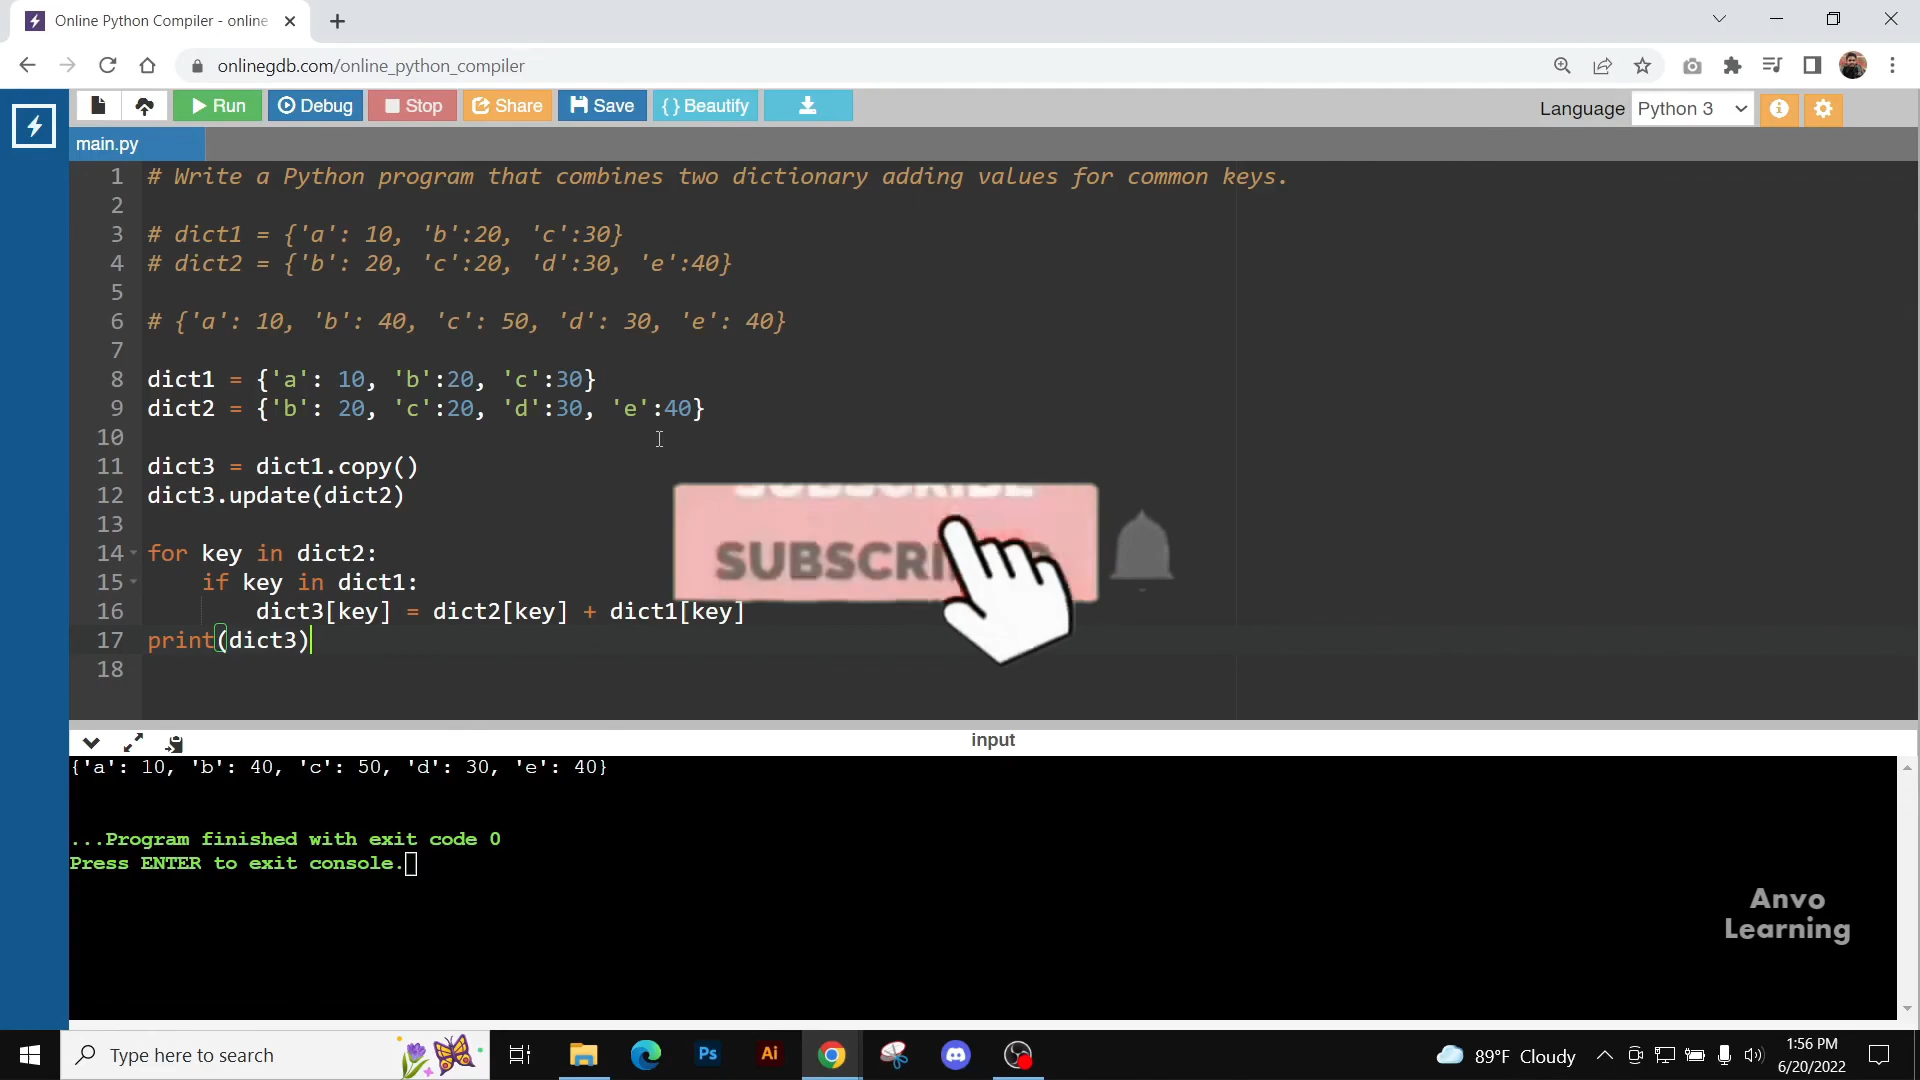 Online Python Compiler - online
onlinegdb.com/online_python_compiler
Run Debug Stop Share Save { } Beautify
Language Python 3
main.py
1 # Write a Python program that combines two dictionary adding values for common keys.
2
3 # dict1 = {'a': 10, 'b':20, 'c':30}
4 # dict2 = {'b': 20, 'c':20, 'd':30, 'e':40}
5
6 # {'a': 10, 'b': 40, 'c': 50, 'd': 30, 'e': 40}
7
8 dict1 = {'a': 10, 'b':20, 'c':30}
9 dict2 = {'b': 20, 'c':20, 'd':30, 'e':40}
10
11 dict3 = dict1.copy()
12 dict3.update(dict2)
13
14 for key in dict2:
15 if key in dict1:
16 dict3[key] = dict2[key] + dict1[key]
17 print(dict3)
18
input
{'a': 10, 'b': 40, 'c': 50, 'd': 30, 'e': 40}
...Program finished with exit code 0
Press ENTER to exit console.
Anvo
Learning
Type here to search
Ps
Ai
89°F Cloudy
1:56 PM
6/20/2022